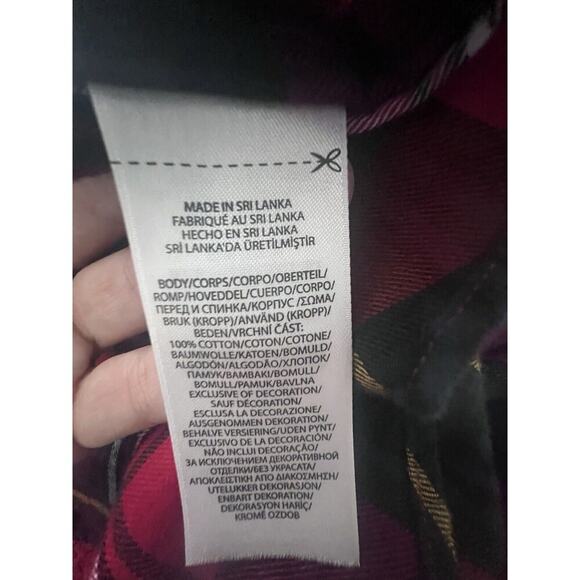 MADE IN SRI LANKA
FABRIQUÉ AU SRI LANKA
HECHO EN SRI LANKA
SRİ LANKA'DA ÜRETİLMİŞTİR
BODY/CORPS/CORPO/OBERTEIL/
ROMP/HOVEDDEL/CUERPO/CORPO/
ПЕРЕД И СПИНКА/КОРПУС /ΣΩΜΑ/
BRUK (KROPP)/ANVÄND (KROPP)/
BEDEN/VRCHNÍ ČÁST:
100% COTTON/COTON/COTONE/
BAUMWOLLE/KATOEN/BOMULD/
ALGODÓN/ALGODÃO/ХЛОПОК/
ПАМУК/ΒΑΜΒΑΚΙ/BOMULL/
BOMULL/PAMUK/BAVLNA
EXCLUSIVE OF DECORATION/
SAUF DÉCORATION/
ESCLUSA LA DECORAZIONE/
AUSGENOMMEN DEKORATION/
BEHALVE VERSIERING/UDEN PYNT/
EXCLUSIVO DE LA DECORACIÓN/
NÃO INCLUI DECORAÇÃO/
ЗА ИСКЛЮЧЕНИЕМ ДЕКОРАТИВНОЙ
ОТДЕЛКИ/БЕЗ УКРАСАТА/
ΑΠΟΚΛΕΙΣΤΙΚΗ ΑΠΟ ΔΙΑΚΟΣΜΗΣΗ/
UTELUKKER DEKORASJON/
ENBART DEKORATION/
DEKORASYON HARİÇ/
KROMĚ OZDOB